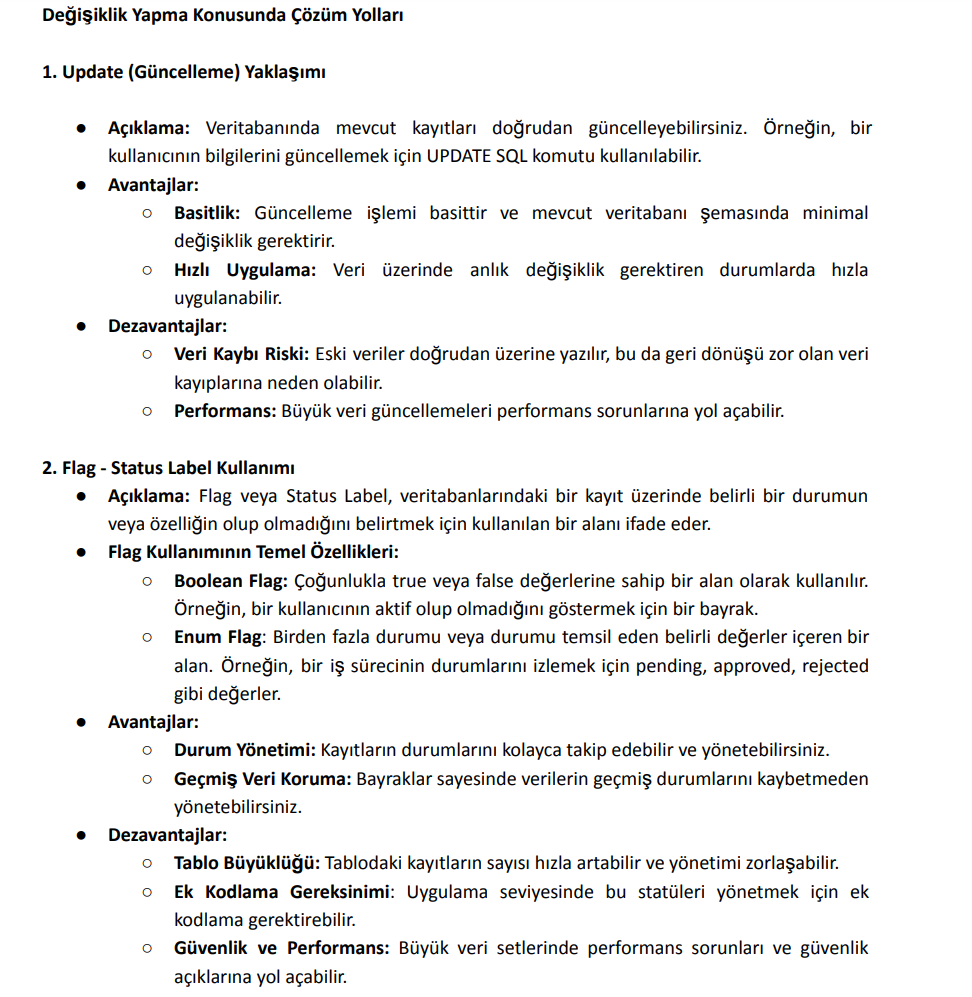 Değişiklik Yapma Konusunda Çözüm Yolları
1. Update (Güncelleme) Yaklaşımı
● Açıklama: Veritabanında mevcut kayıtları doğrudan güncelleyebilirsiniz. Örneğin, bir
kullanıcının bilgilerini güncellemek için UPDATE SQL komutu kullanılabilir.
● Avantajlar:
○ Basitlik: Güncelleme işlemi basittir ve mevcut veritabanı şemasında minimal
değişiklik gerektirir.
○ Hızlı Uygulama: Veri üzerinde anlık değişiklik gerektiren durumlarda hızla
uygulanabilir.
● Dezavantajlar:
○ Veri Kaybı Riski: Eski veriler doğrudan üzerine yazılır, bu da geri dönüşü zor olan veri
kayıplarına neden olabilir.
○ Performans: Büyük veri güncellemeleri performans sorunlarına yol açabilir.
2. Flag - Status Label Kullanımı
● Açıklama: Flag veya Status Label, veritabanlarındaki bir kayıt üzerinde belirli bir durumun
veya özelliğin olup olmadığını belirtmek için kullanılan bir alanı ifade eder.
● Flag Kullanımının Temel Özellikleri:
○ Boolean Flag: Çoğunlukla true veya false değerlerine sahip bir alan olarak kullanılır.
Örneğin, bir kullanıcının aktif olup olmadığını göstermek için bir bayrak.
○ Enum Flag: Birden fazla durumu veya durumu temsil eden belirli değerler içeren bir
alan. Örneğin, bir iş sürecinin durumlarını izlemek için pending, approved, rejected
gibi değerler.
● Avantajlar:
○ Durum Yönetimi: Kayıtların durumlarını kolayca takip edebilir ve yönetebilirsiniz.
○ Geçmiş Veri Koruma: Bayraklar sayesinde verilerin geçmiş durumlarını kaybetmeden
yönetebilirsiniz.
● Dezavantajlar:
○ Tablo Büyüklüğü: Tablodaki kayıtların sayısı hızla artabilir ve yönetimi zorlaşabilir.
○ Ek Kodlama Gereksinimi: Uygulama seviyesinde bu statüleri yönetmek için ek
kodlama gerektirebilir.
○ Güvenlik ve Performans: Büyük veri setlerinde performans sorunları ve güvenlik
açıklarına yol açabilir.